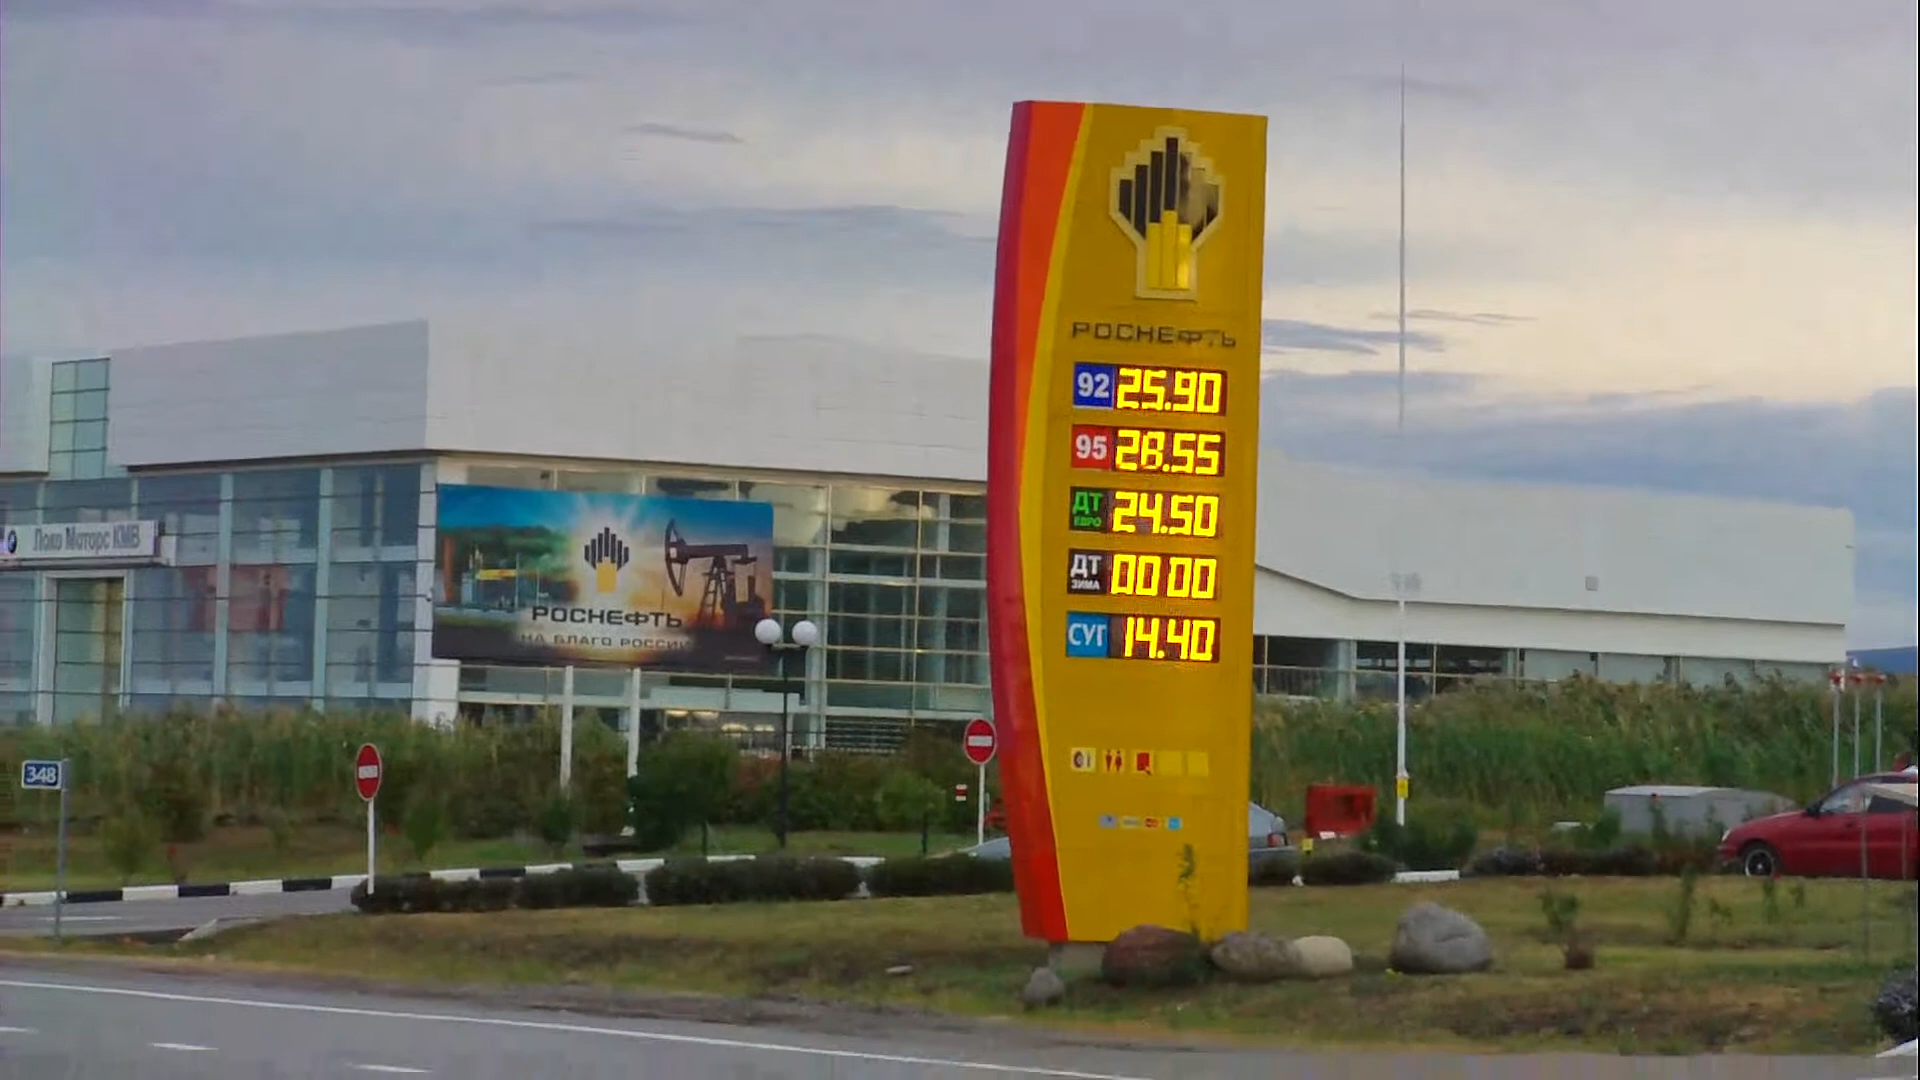 РОСНЕФТЬ
92 25.90
95 28.55
ДТ ЕВРО 24.50
ДТ ЗИМА 00 00
СУГ 14.40
Локо Моторс КМВ
РОСНЕФТЬ
НА БЛАГО РОССИИ
348